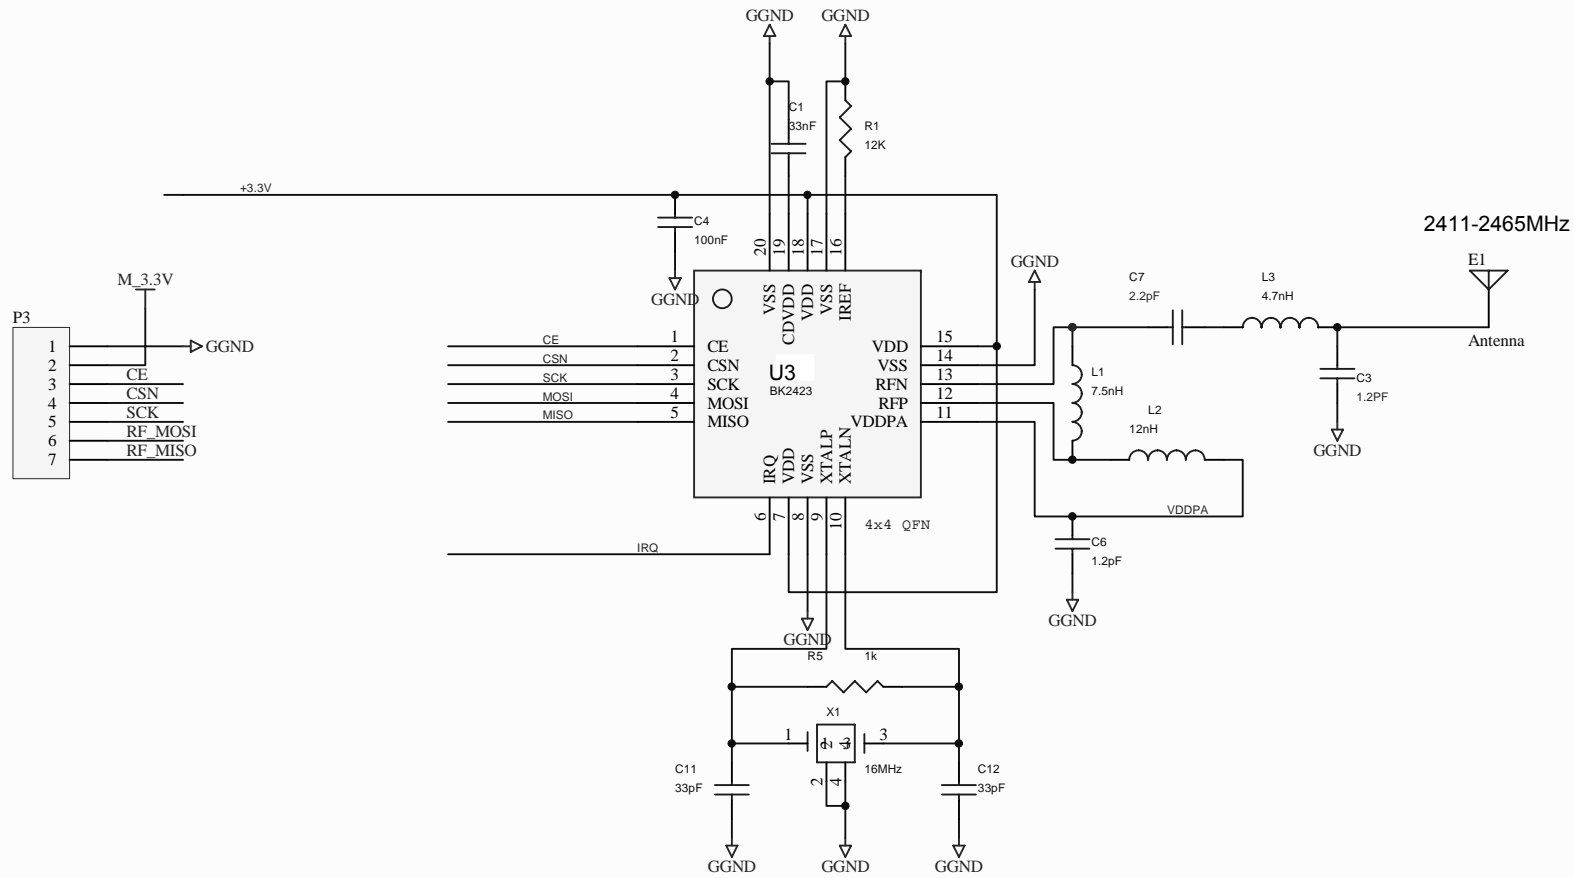 GGND
GGND
C1
33nF
R1
12K
+3.3V
C4
100nF
GGND
20
19
18
17
16
VSS
CDVDD
VDD
VSS
IREF
2411-2465MHz
E1
Antenna
GGND
C7
2.2pF
L3
4.7nH
C3
1.2PF
GGND
M_3.3V
P3
1
GGND
2
3
CE
4
CSN
5
SCK
6
RF_MOSI
7
RF_MISO
CE
1
CE
CSN
2
CSN
SCK
3
SCK
MOSI
4
MOSI
MISO
5
MISO
U3
BK2423
VDD
15
VSS
14
RFN
13
RFP
12
VDDPA
11
L1
7.5nH
L2
12nH
VDDPA
C6
1.2pF
GGND
IRQ
VDD
VSS
XTALP
XTALN
6
7
8
9
10
4x4 QFN
IRQ
GGND
R5
1k
X1
1
3
16MHz
2
4
C11
33pF
C12
33pF
GGND
GGND
GGND